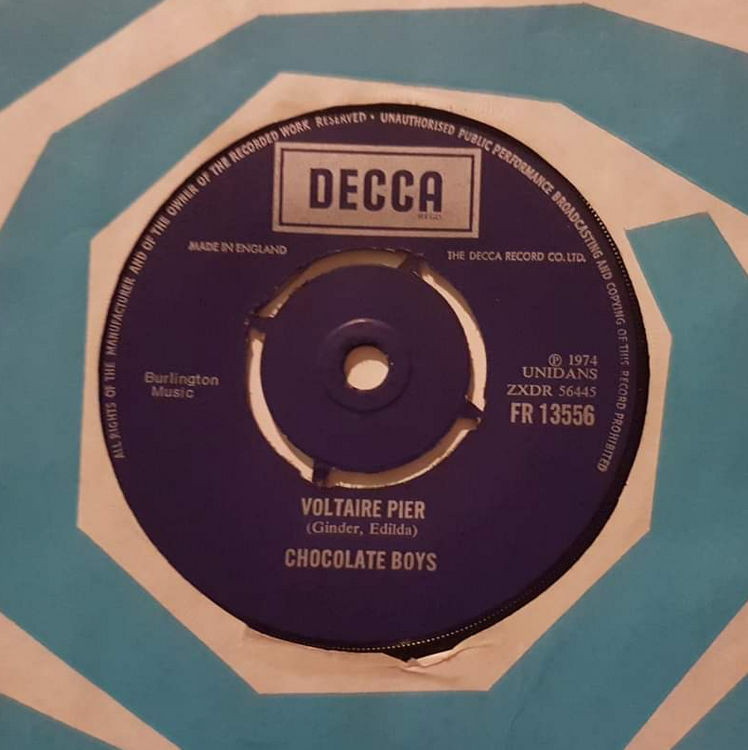 ALL RIGHTS OF THE MANUFACTURER AND OF THE OWNER OF THE RECORDED WORK RESERVED • UNAUTHORISED PUBLIC PERFORMANCE BROADCASTING AND COPYING OF THIS RECORD PROHIBITED
DECCA
REGD.
MADE IN ENGLAND
THE DECCA RECORD CO. LTD.
Burlington
Music
℗ 1974
UNIDANS
ZXDR 56445
FR 13556
VOLTAIRE PIER
(Ginder, Edilda)
CHOCOLATE BOYS